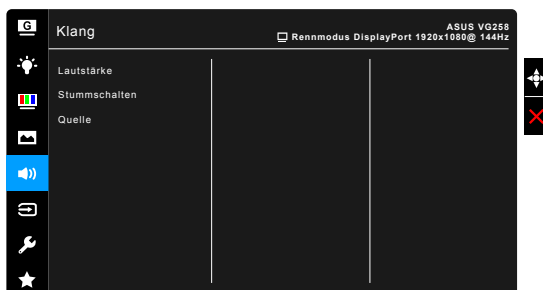 G
Klang
ASUS VG258
Rennmodus DisplayPort 1920x1080@ 144Hz
Lautstärke
Stummschalten
Quelle